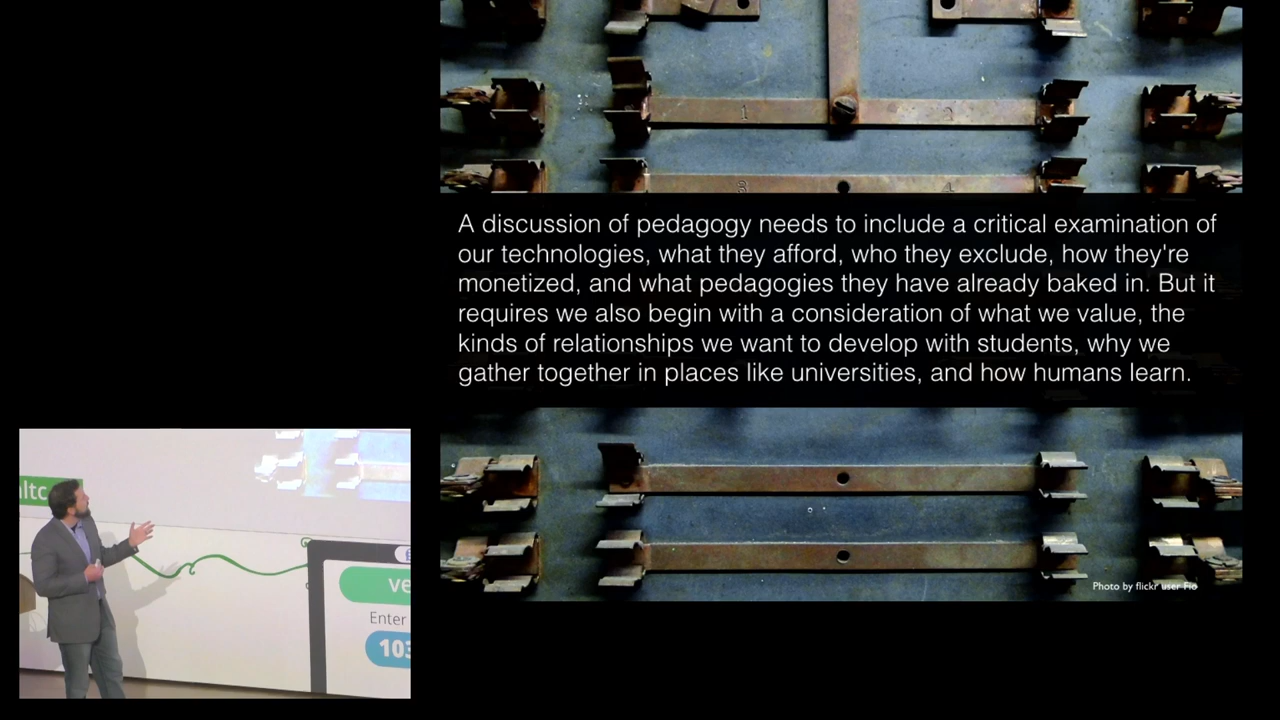 1
2
3
4
A discussion of pedagogy needs to include a critical examination of
our technologies, what they afford, who they exclude, how they're
monetized, and what pedagogies they have already baked in. But it
requires we also begin with a consideration of what we value, the
kinds of relationships we want to develop with students, why we
gather together in places like universities, and how humans learn.
Photo by flickr user Fio
altc
ve
Enter
103